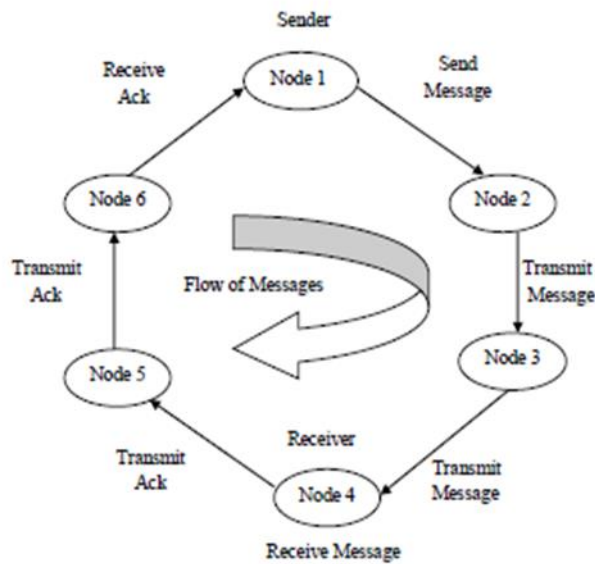 Sender
Node 1
Receive
Ack
Send
Message
Node 6
Node 2
Transmit
Ack
Flow of Messages
Transmit
Message
Node 5
Node 3
Transmit
Ack
Receiver
Transmit
Message
Node 4
Receive Message